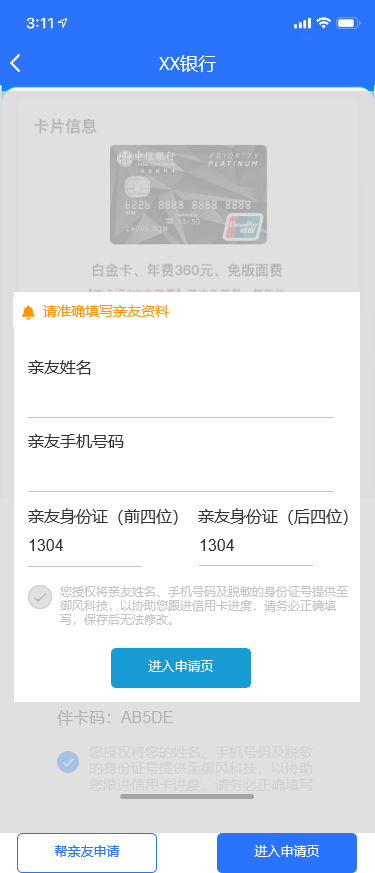 3:11
XX银行
卡片信息
中信银行
PRIORITY
PLATINUM
6226 8888 8888 8888
UnionPay
银联
白金卡、年费360元、免版面费
请准确填写亲友资料
亲友姓名
亲友手机号码
亲友身份证（前四位） 亲友身份证（后四位）
1304 1304
您授权将亲友姓名、手机号码及脱敏的身份证号提供至
御风科技，以协助您跟进信用卡进度，请务必正确填
写，保存后无法修改。
进入申请页
伴卡码：AB5DE
您授权将您的姓名、手机号码及脱敏
的身份证号提供至御风科技，以协助
您跟进信用卡进度，请务必正确填写
帮亲友申请 进入申请页